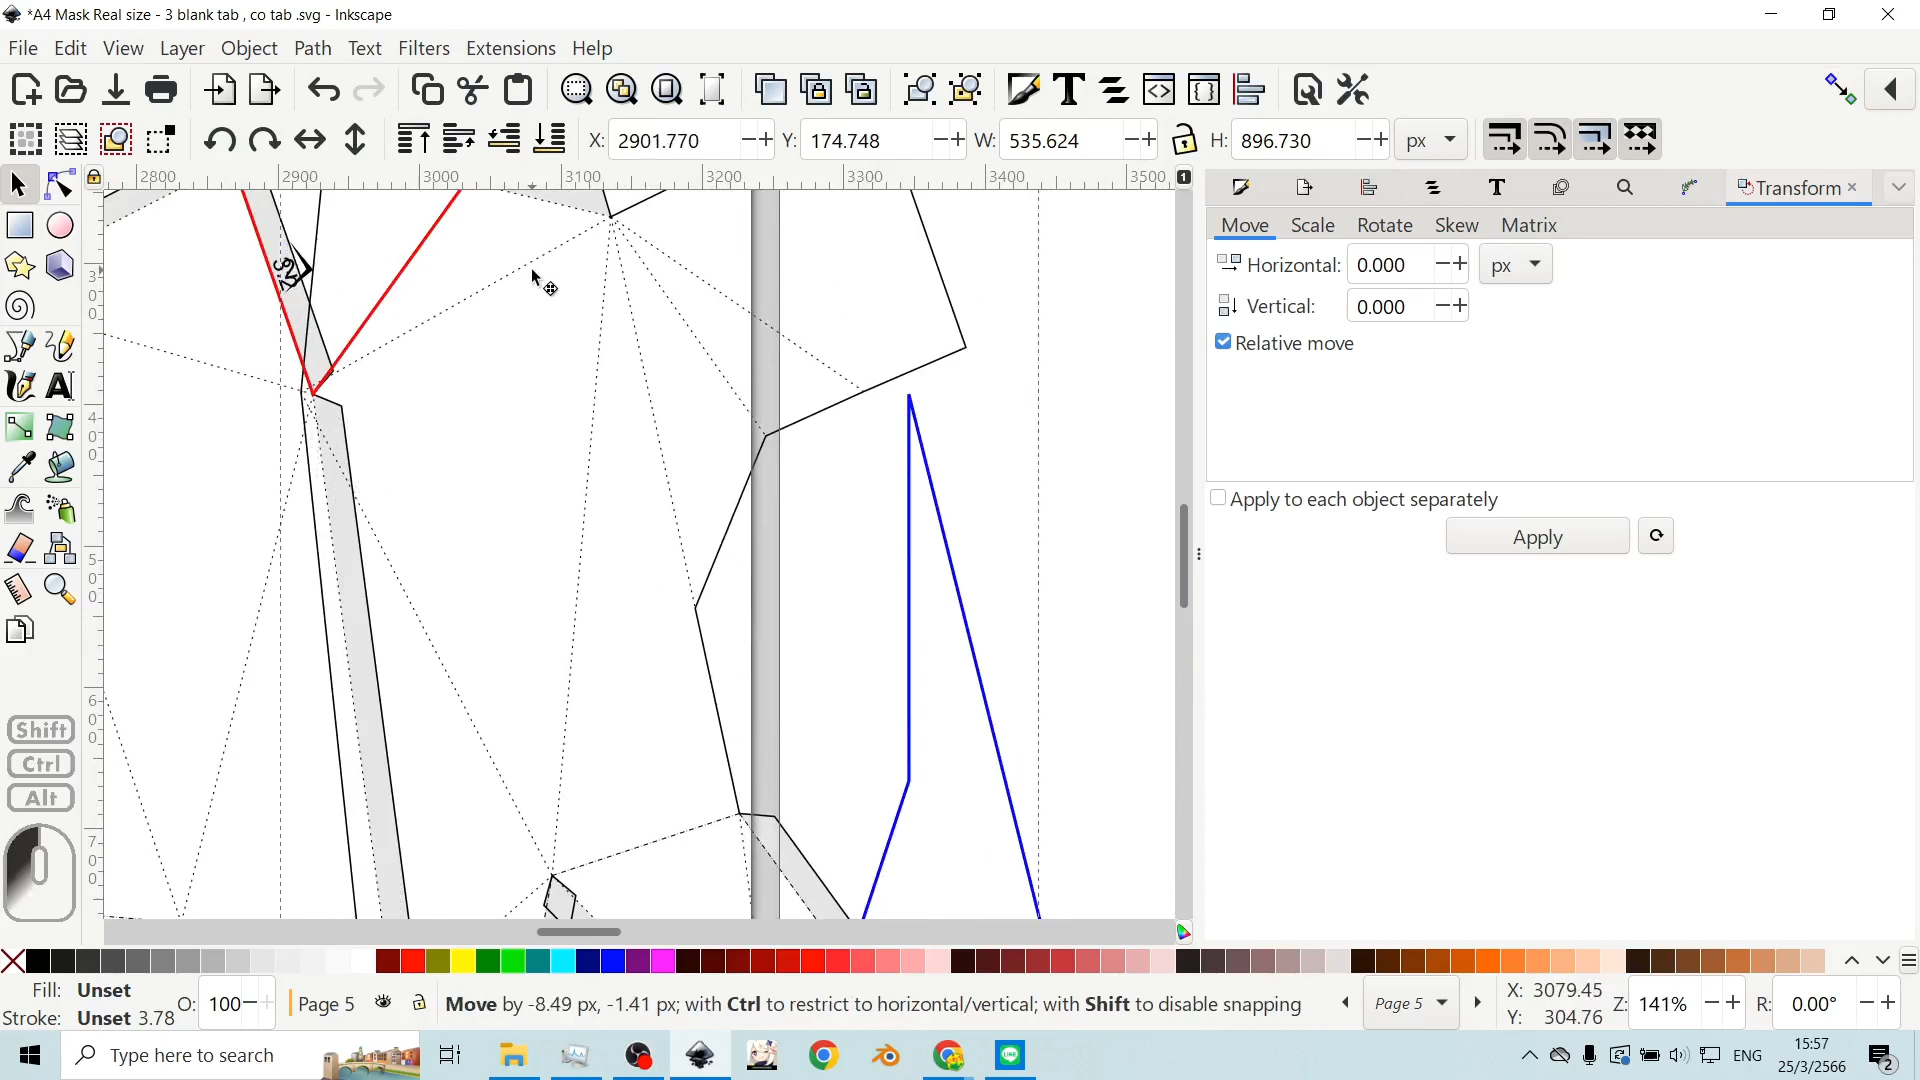 *A4 Mask Real size - 3 blank tab , co tab .svg - Inkscape
File Edit View Layer Object Path Text Filters Extensions Help
X: 2901.770 Y: 174.748 W: 535.624 H: 896.730 px
2800 2900 3000 3100 3200 3300 3400 3500 1
Transform
Move Scale Rotate Skew Matrix
Horizontal: 0.000 px
Vertical: 0.000
Relative move
Apply to each object separately
Apply
Shift
Ctrl
Alt
Fill: Unset
Stroke: Unset 3.78
O: 100
Page 5
Move by -8.49 px, -1.41 px; with Ctrl to restrict to horizontal/vertical; with Shift to disable snapping
Page 5
X: 3079.45
Y: 304.76
Z: 141%
R: 0.00°
Type here to search
ENG
15:57
25/3/2566
2